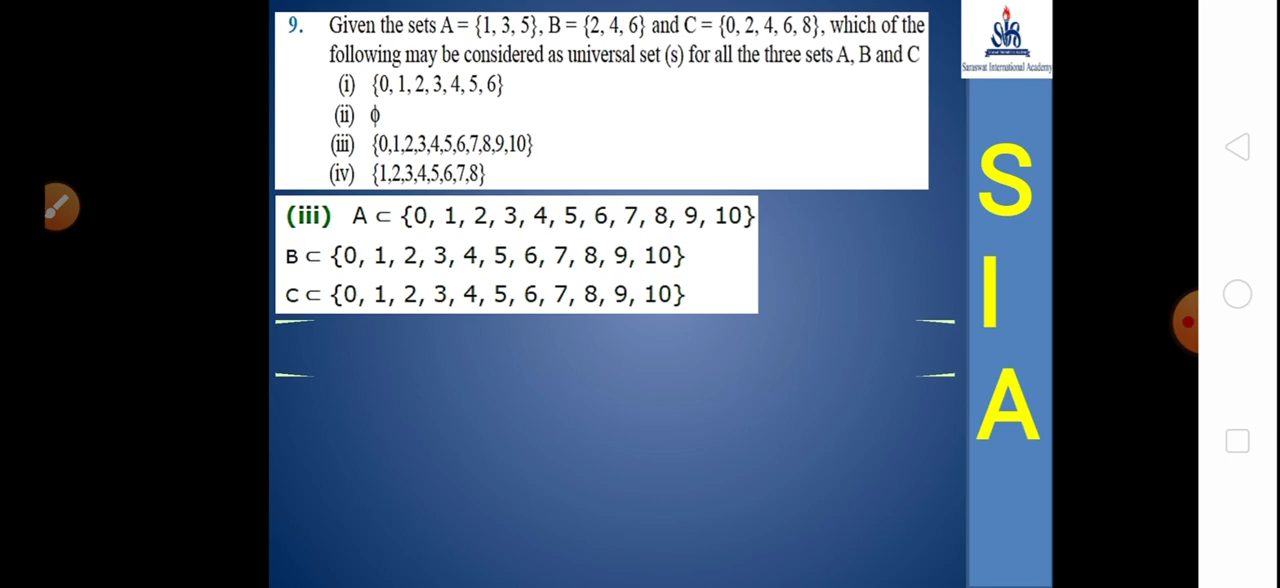 9. Given the sets A = {1, 3, 5}, B = {2, 4, 6} and C = {0, 2, 4, 6, 8}, which of the
following may be considered as universal set (s) for all the three sets A, B and C
(i) {0, 1, 2, 3, 4, 5, 6}
(ii) ϕ
(iii) {0,1,2,3,4,5,6,7,8,9,10}
(iv) {1,2,3,4,5,6,7,8}
(iii) A ⊂ {0, 1, 2, 3, 4, 5, 6, 7, 8, 9, 10}
B ⊂ {0, 1, 2, 3, 4, 5, 6, 7, 8, 9, 10}
C ⊂ {0, 1, 2, 3, 4, 5, 6, 7, 8, 9, 10}
sis
Saraswat International Academy
S
I
A